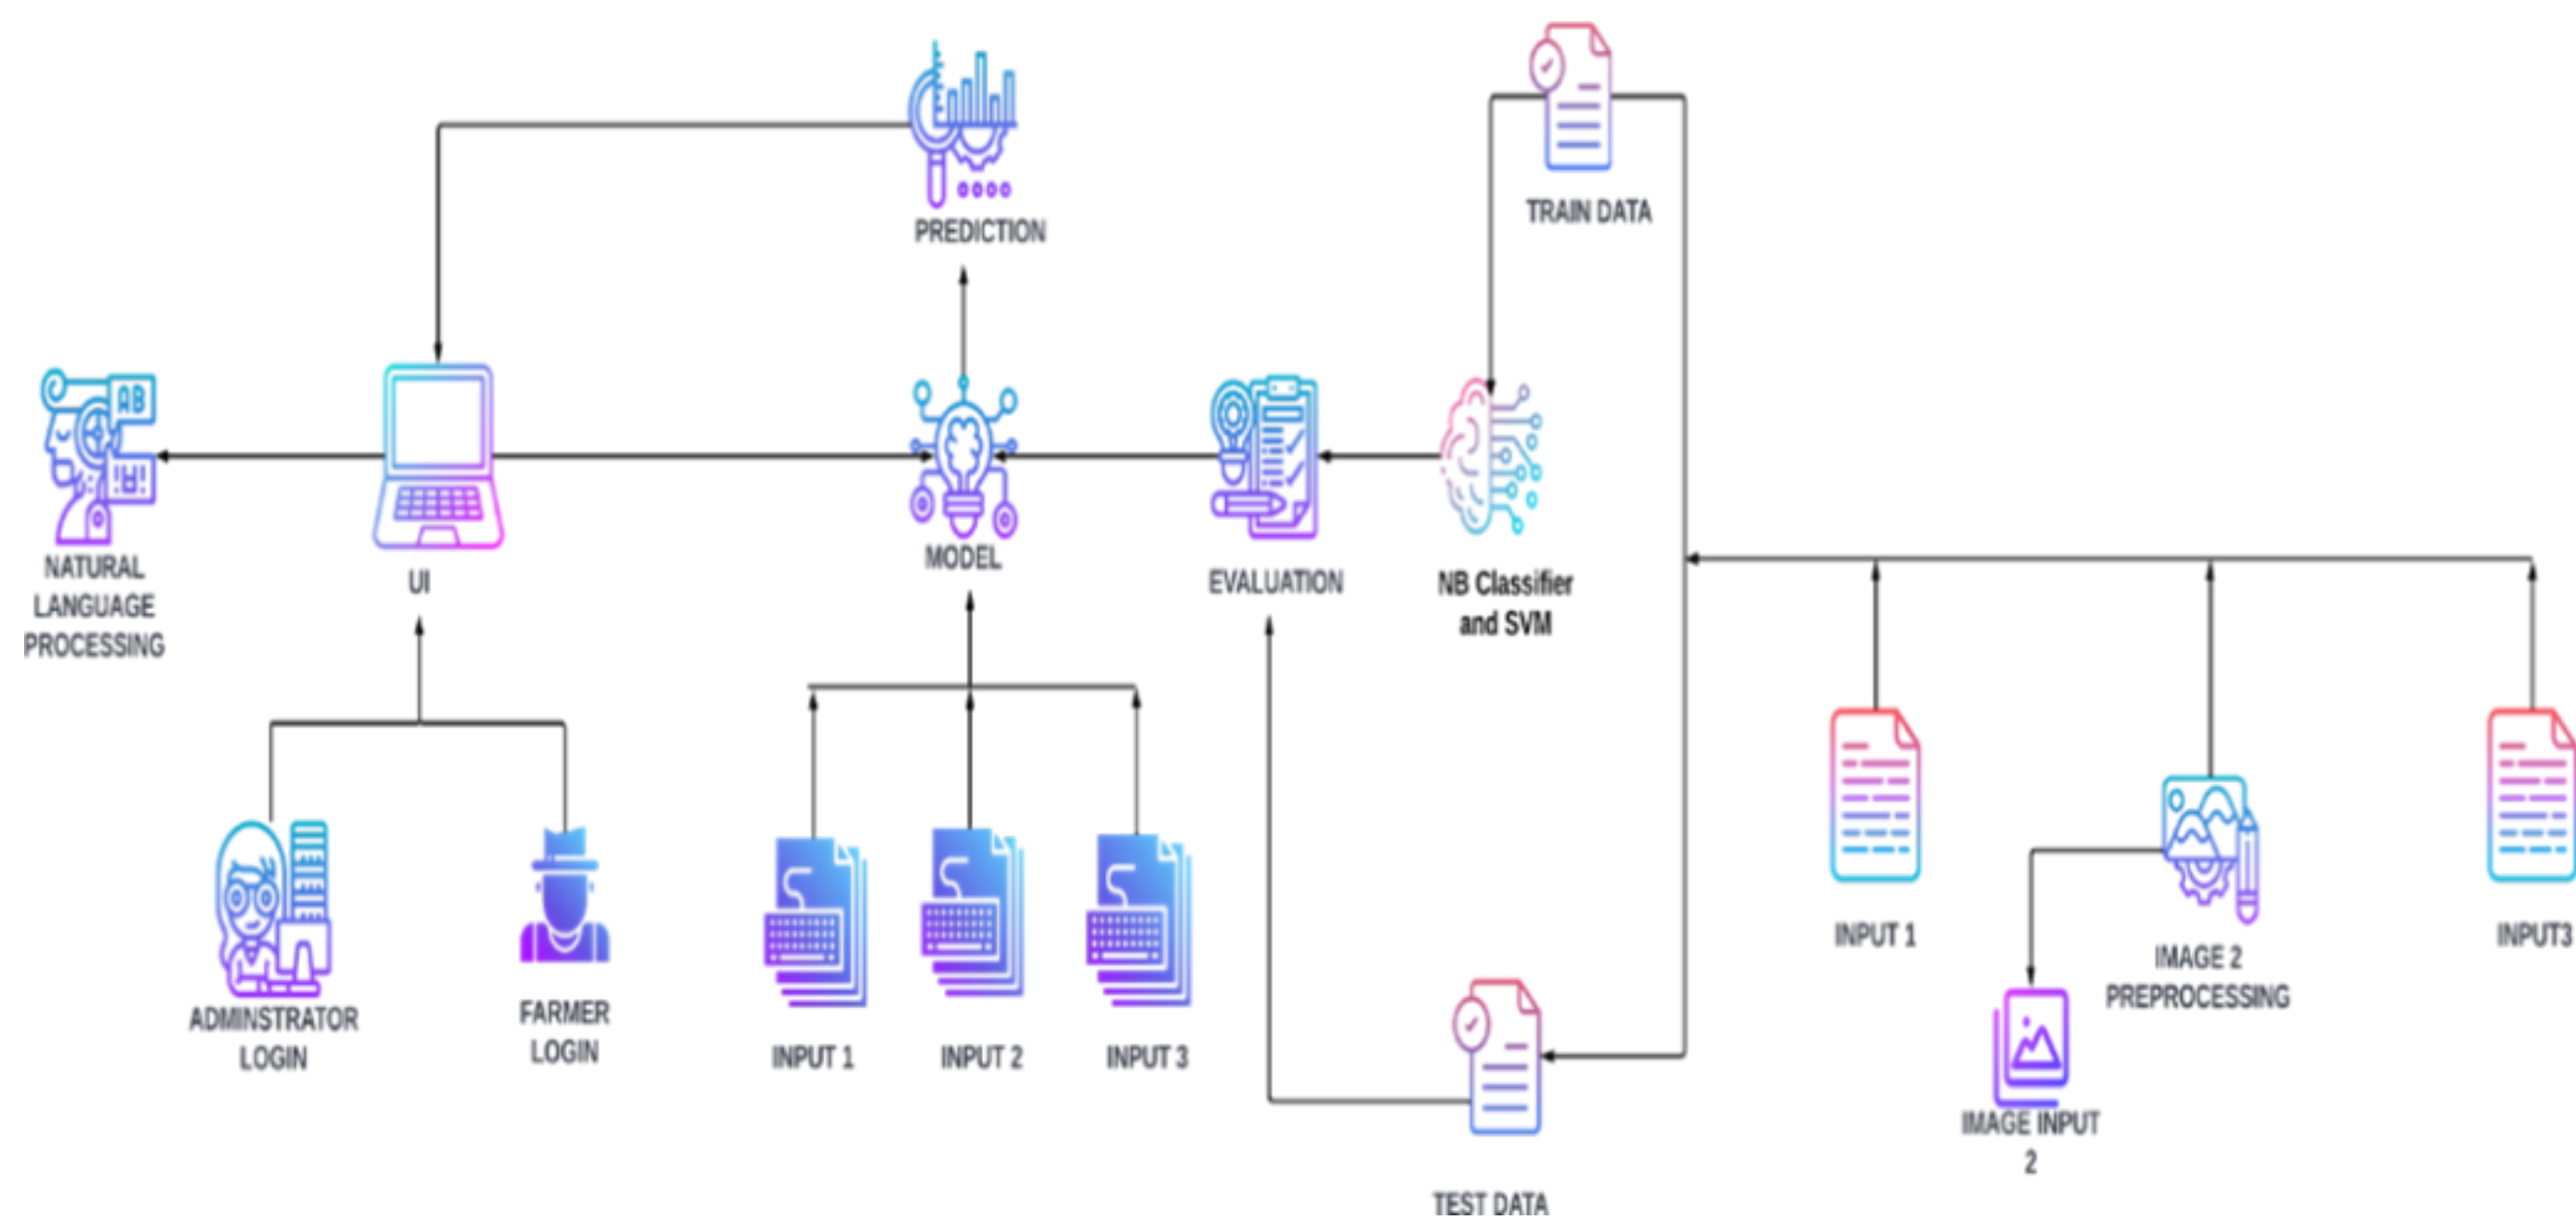 PREDICTION
TRAIN DATA
NATURAL
LANGUAGE
PROCESSING
AB
UI
MODEL
EVALUATION
NB Classifier
and SVM
ADMINSTRATOR
LOGIN
FARMER
LOGIN
INPUT 1
INPUT 2
INPUT 3
TEST DATA
INPUT 1
IMAGE 2
PREPROCESSING
INPUT3
IMAGE INPUT
2